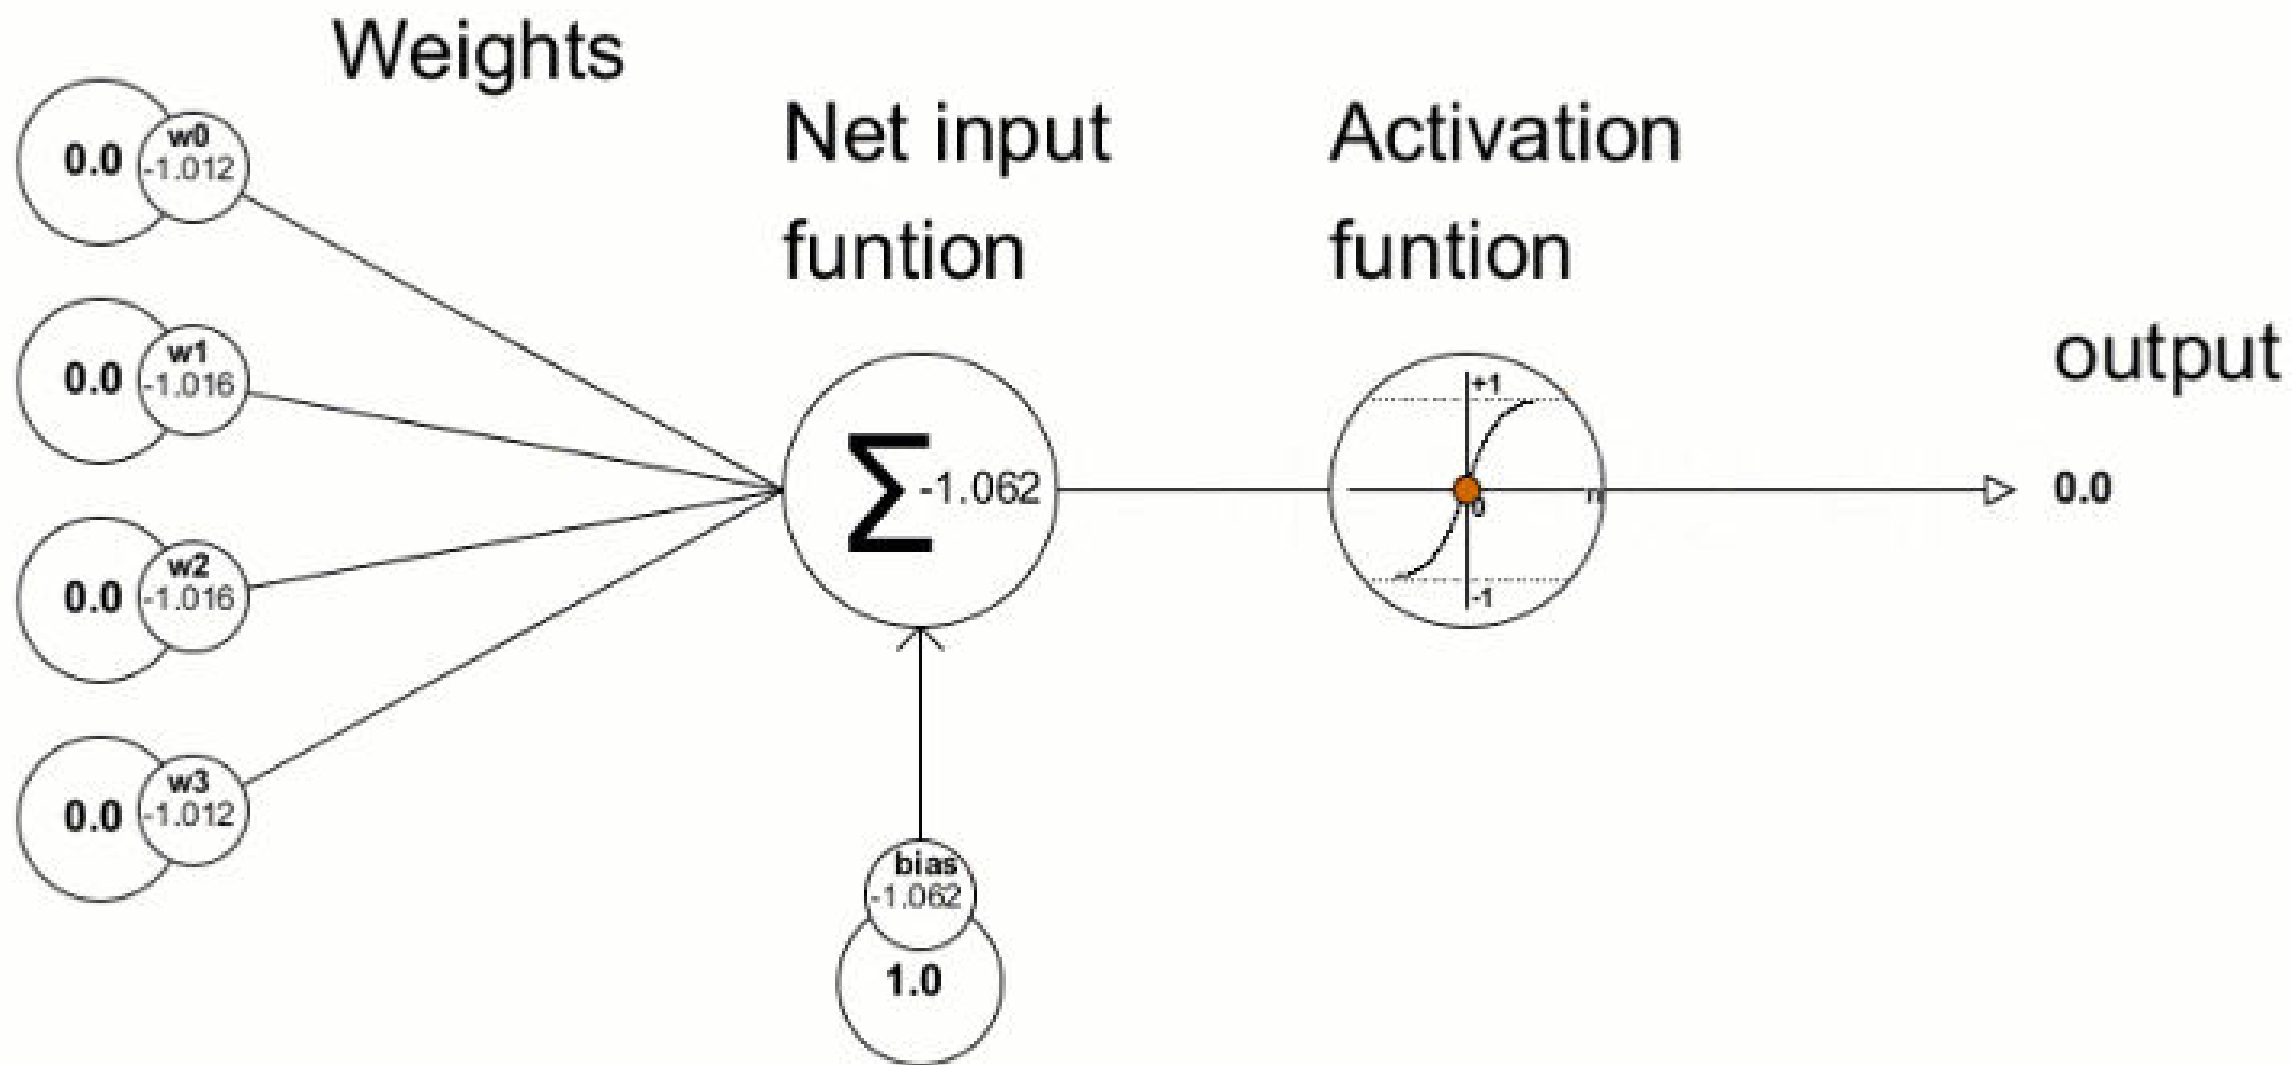 Weights
w0
0.0
-1.012
w1
0.0
-1.016
w2
0.0
-1.016
w3
0.0
-1.012
Net input
funtion
Σ
-1.062
bias
-1.062
1.0
Activation
funtion
+1
0
n
-1
output
0.0